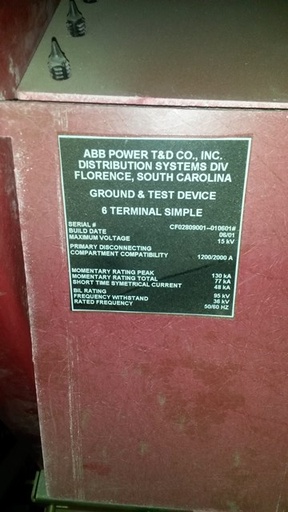 ABB POWER T&D CO., INC.
DISTRIBUTION SYSTEMS DIV
FLORENCE, SOUTH CAROLINA
GROUND & TEST DEVICE
6 TERMINAL SIMPLE
SERIAL # CF02809001-010601#
BUILD DATE 06/01
MAXIMUM VOLTAGE 15 kV
PRIMARY DISCONNECTING
COMPARTMENT COMPATIBILITY 1200/2000 A
MOMENTARY RATING PEAK 130 kA
MOMENTARY RATING TOTAL 77 kA
SHORT TIME SYMETRICAL CURRENT 48 kA
BIL RATING 95 kV
FREQUENCY WITHSTAND 36 kV
RATED FREQUENCY 50/60 HZ